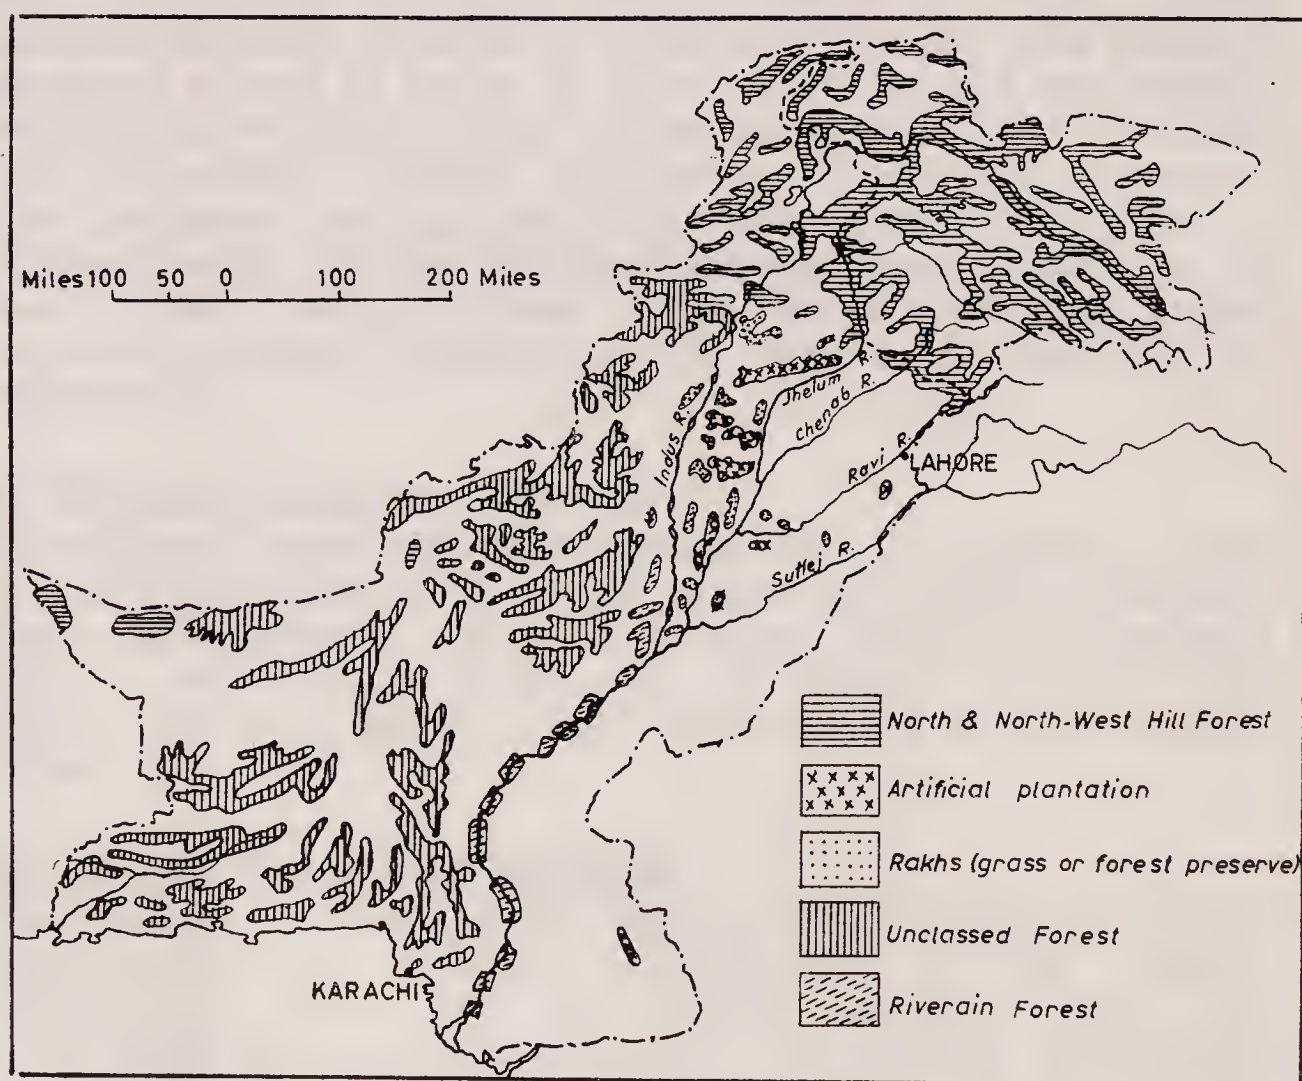 Miles 100 50 0 100 200 Miles
Indus R.
Jhelum R.
Chenab R.
Ravi R.
LAHORE
Sutlej R.
KARACHI
North & North-West Hill Forest
Artificial plantation
Rakhs (grass or forest preserve)
Unclassed Forest
Riverain Forest